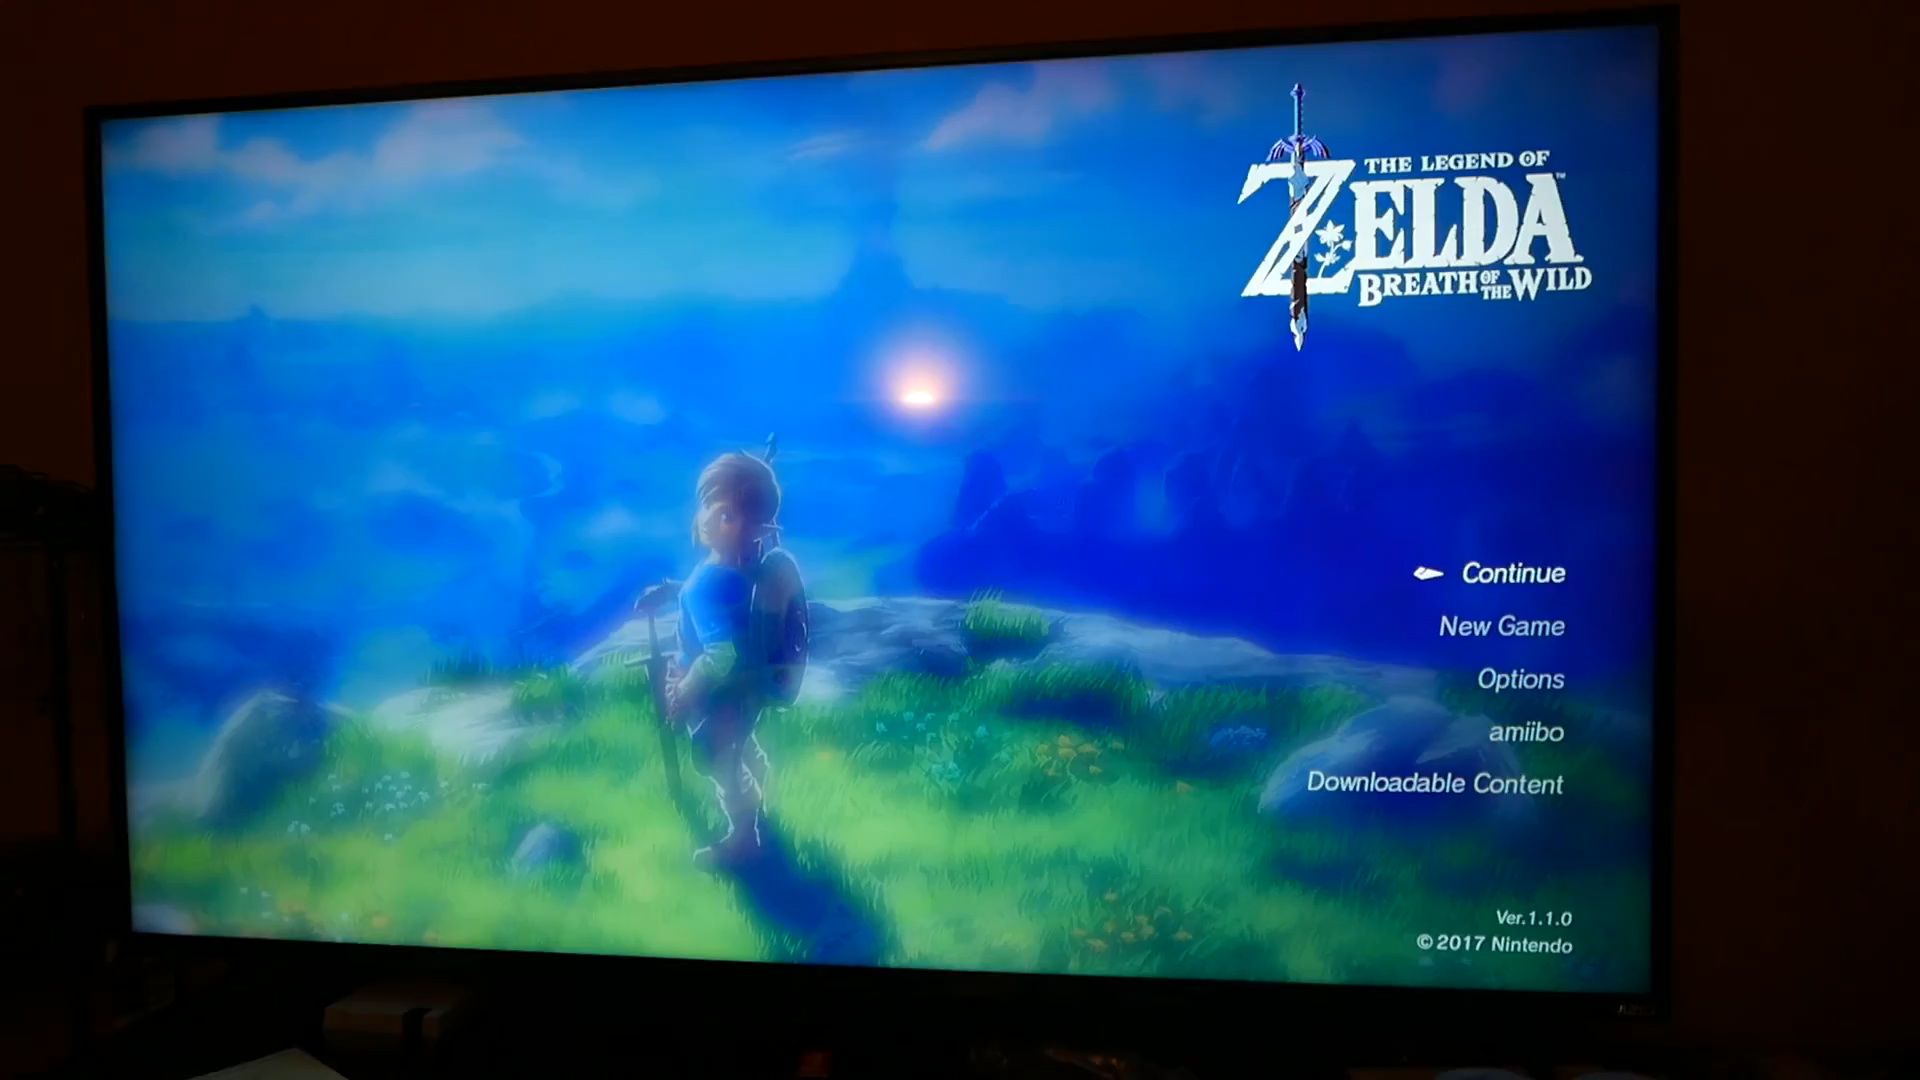 THE LEGEND OF
ZELDA™
BREATH OF THE WILD
Continue
New Game
Options
amiibo
Downloadable Content
Ver.1.1.0
© 2017 Nintendo